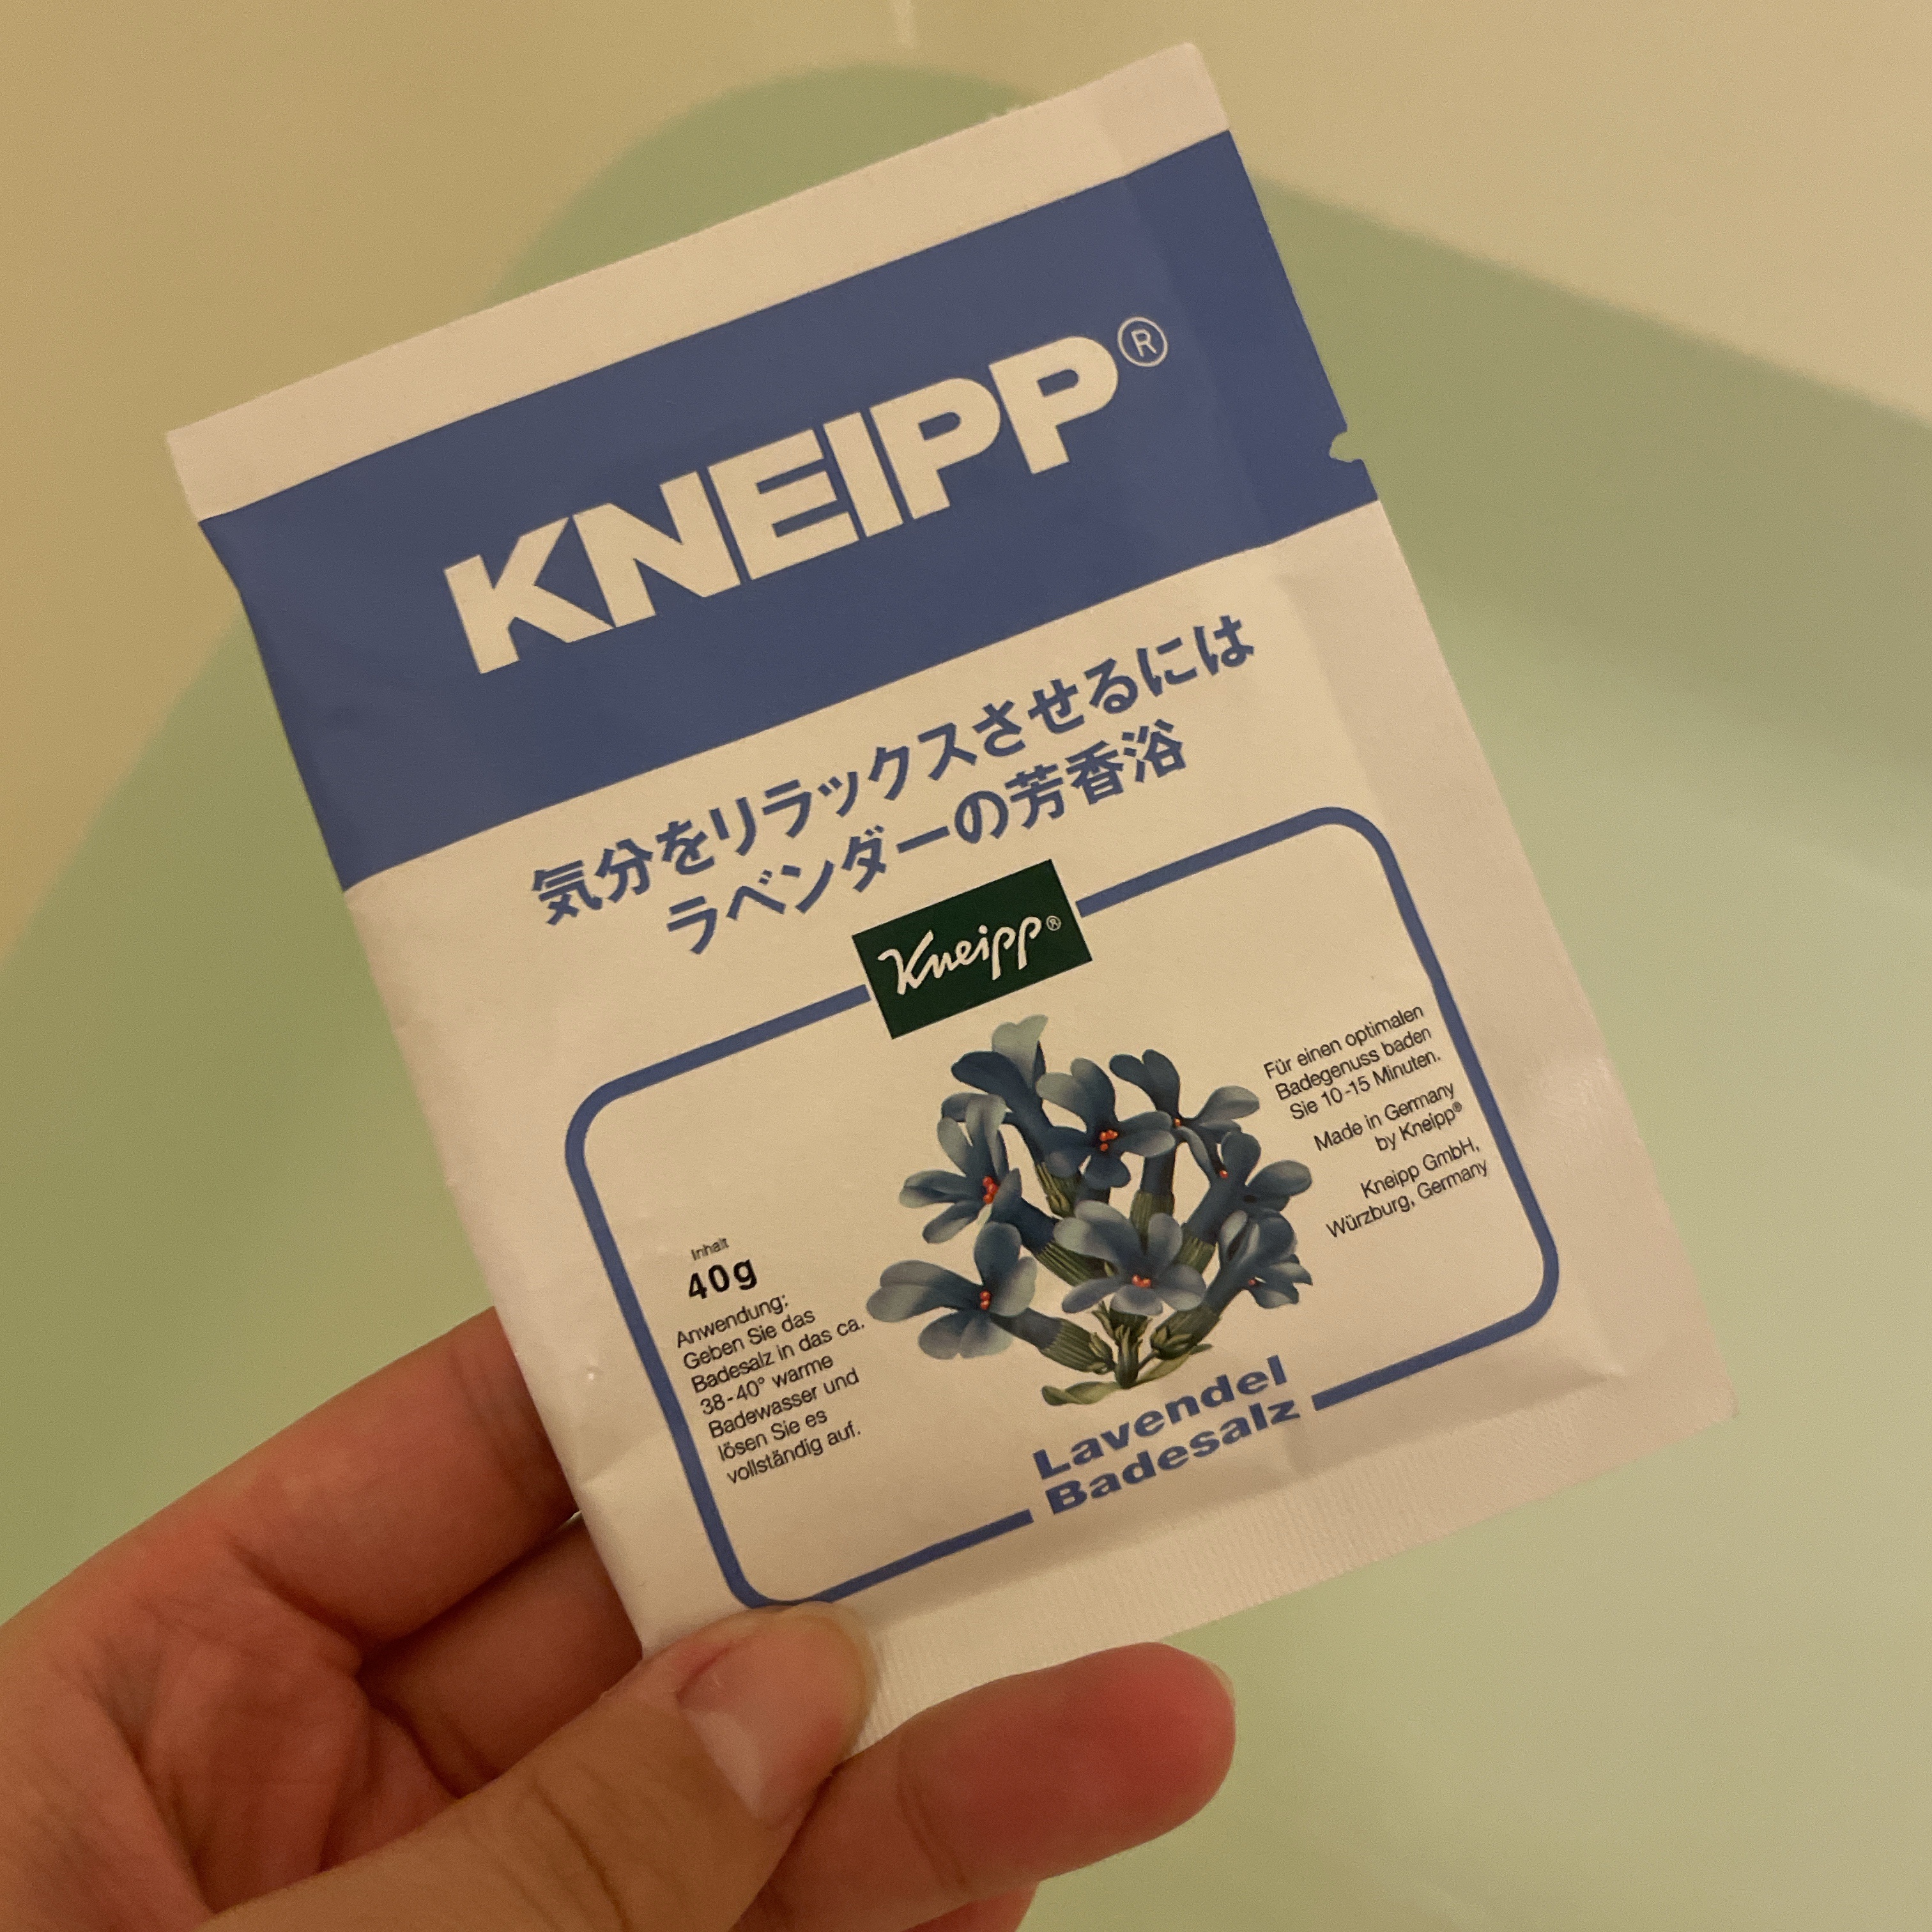 KNEIPP®
気分をリラックスさせるには
ラベンダーの芳香浴
Kneipp®
Für einen optimalen
Badegenuss baden
Sie 10-15 Minuten.
Made in Germany
by Kneipp®
Kneipp GmbH,
Würzburg, Germany
Inhalt
40g
Anwendung:
Geben Sie das
Badesalz in das ca.
38-40° warme
Badewasser und
lösen Sie es
vollständig auf.
Lavendel
Badesalz